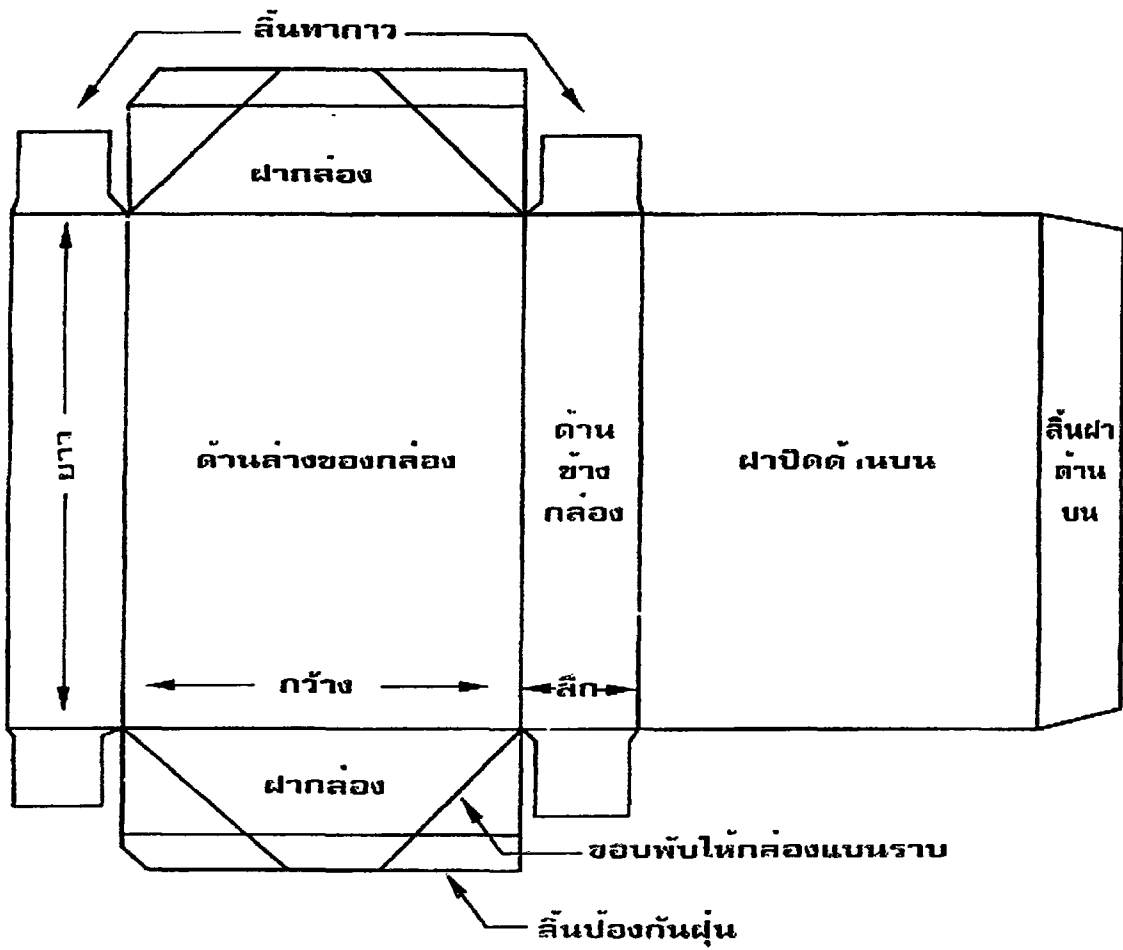 ลิ้นทากาว
ฝากล่อง
ยาว
ด้านล่างของกล่อง
ด้าน
ข้าง
กล่อง
ฝาปิดด้านบน
ลิ้นฝา
ด้าน
บน
กว้าง
ลึก
ฝากล่อง
ขอบพับให้กล่องแบนราบ
ลิ้นป้องกันฝุ่น